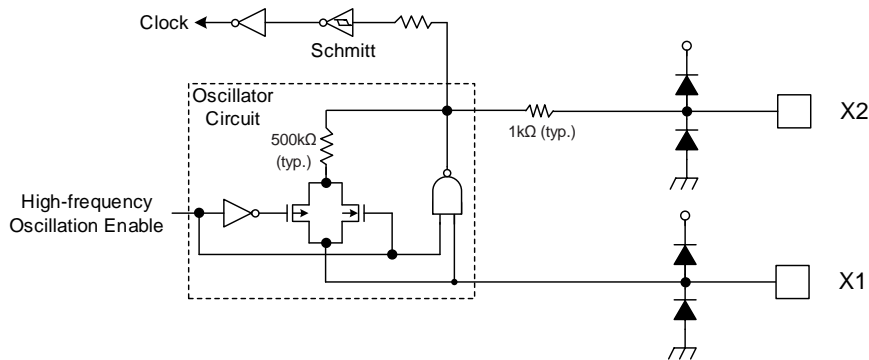 Clock
Schmitt
Oscillator
Circuit
500kΩ
(typ.)
1kΩ (typ.)
X2
High-frequency
Oscillation Enable
X1